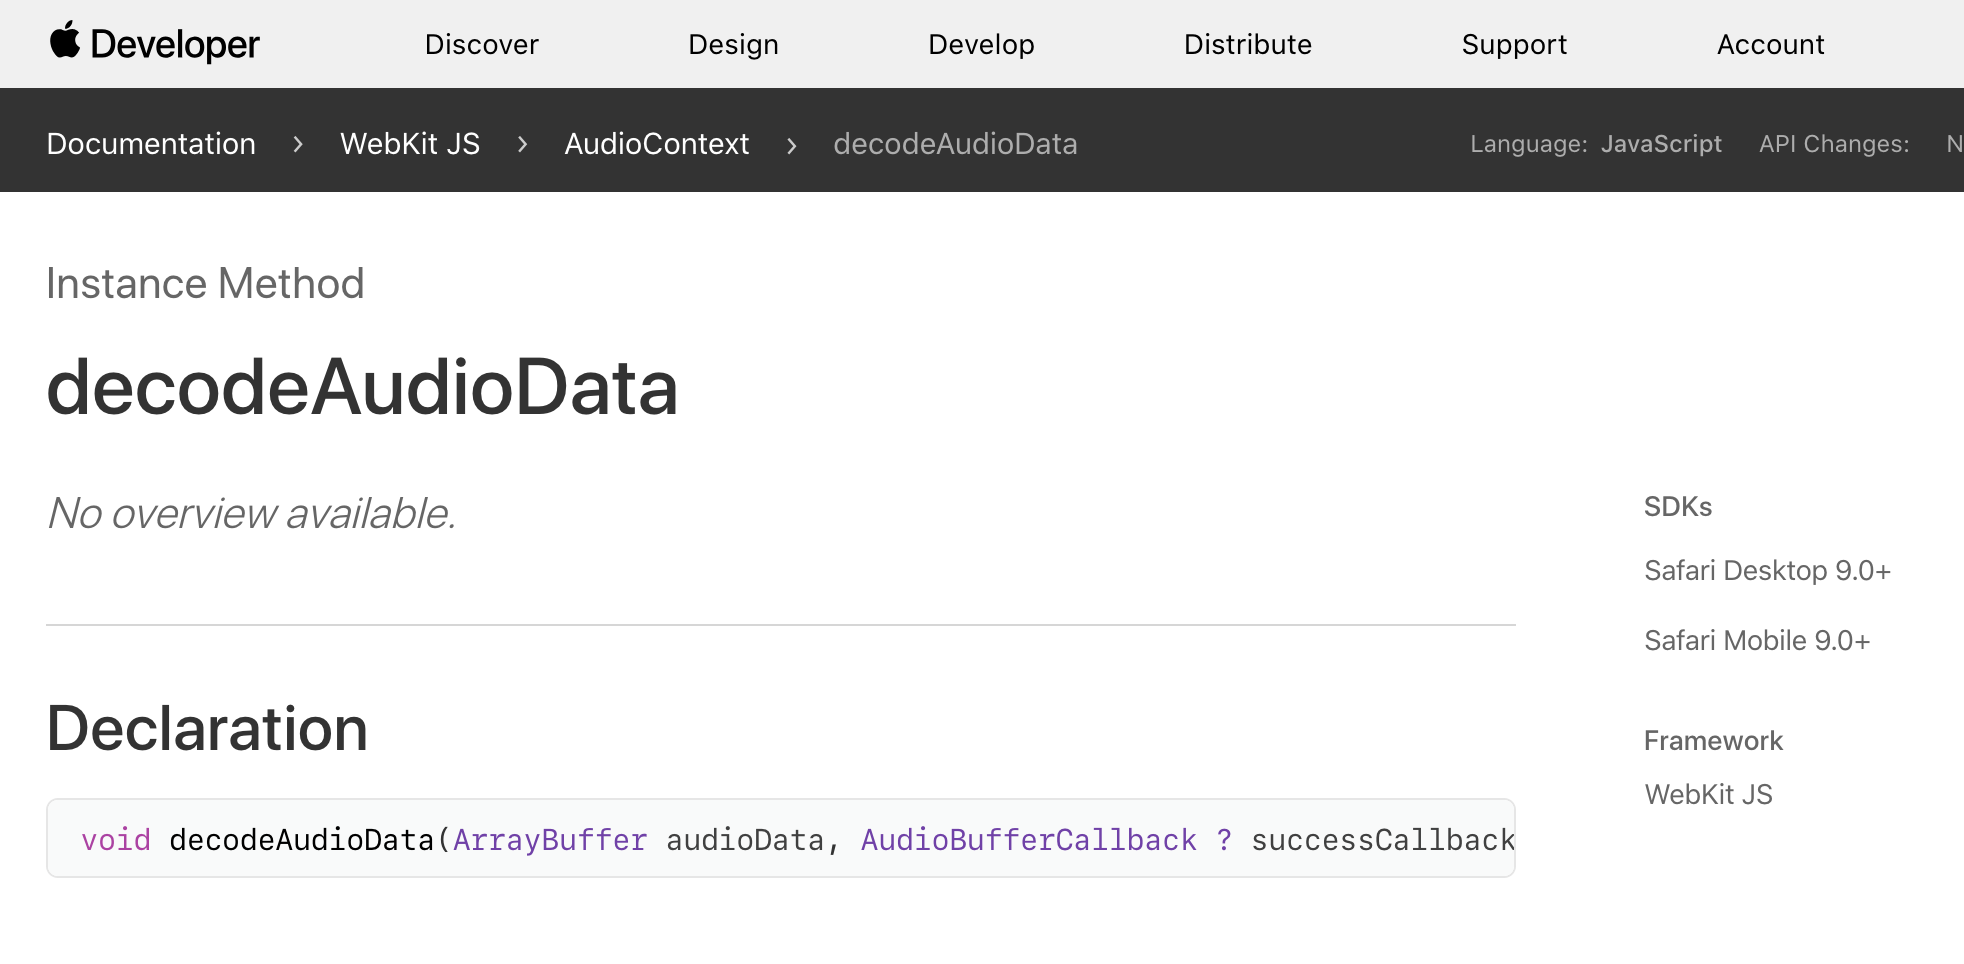 Developer Discover Design Develop Distribute Support Account
Documentation > WebKit JS > AudioContext > decodeAudioData Language: JavaScript API Changes: N
Instance Method
decodeAudioData
No overview available.
SDKs
Safari Desktop 9.0+
Safari Mobile 9.0+
Framework
WebKit JS
Declaration
void decodeAudioData(ArrayBuffer audioData, AudioBufferCallback ? successCallback